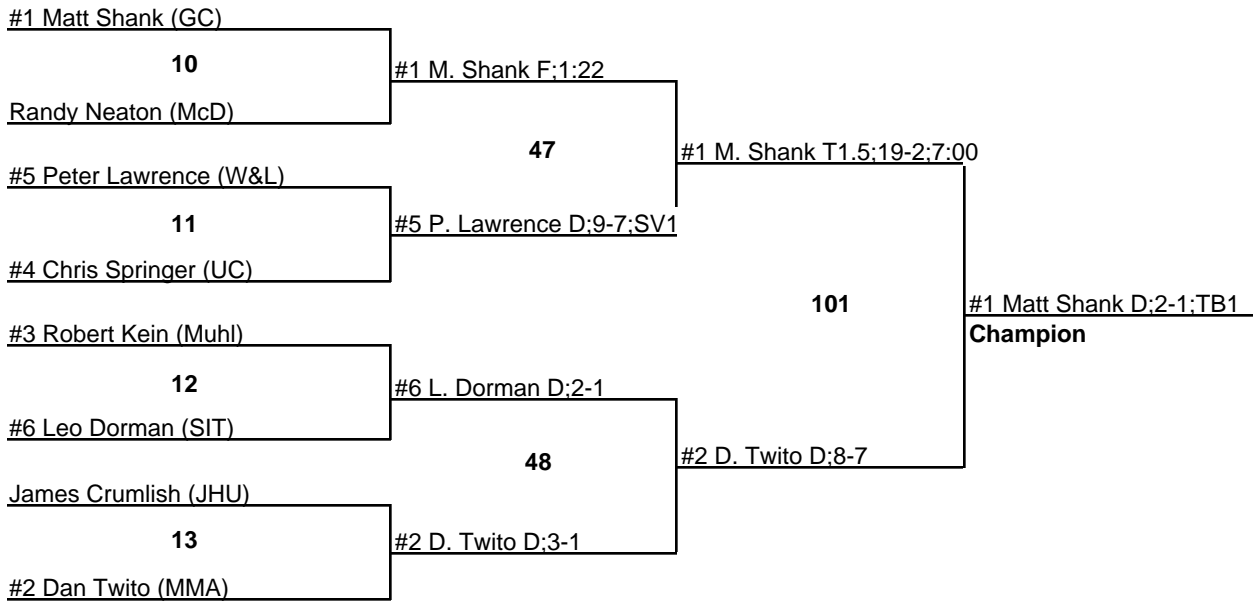 #1 Matt Shank (GC)
10
#1 M. Shank F;1:22
Randy Neaton (McD)
47
#1 M. Shank T1.5;19-2;7:00
#5 Peter Lawrence (W&L)
11
#5 P. Lawrence D;9-7;SV1
#4 Chris Springer (UC)
101
#1 Matt Shank D;2-1;TB1
Champion
#3 Robert Kein (Muhl)
12
#6 L. Dorman D;2-1
#6 Leo Dorman (SIT)
48
#2 D. Twito D;8-7
James Crumlish (JHU)
13
#2 D. Twito D;3-1
#2 Dan Twito (MMA)